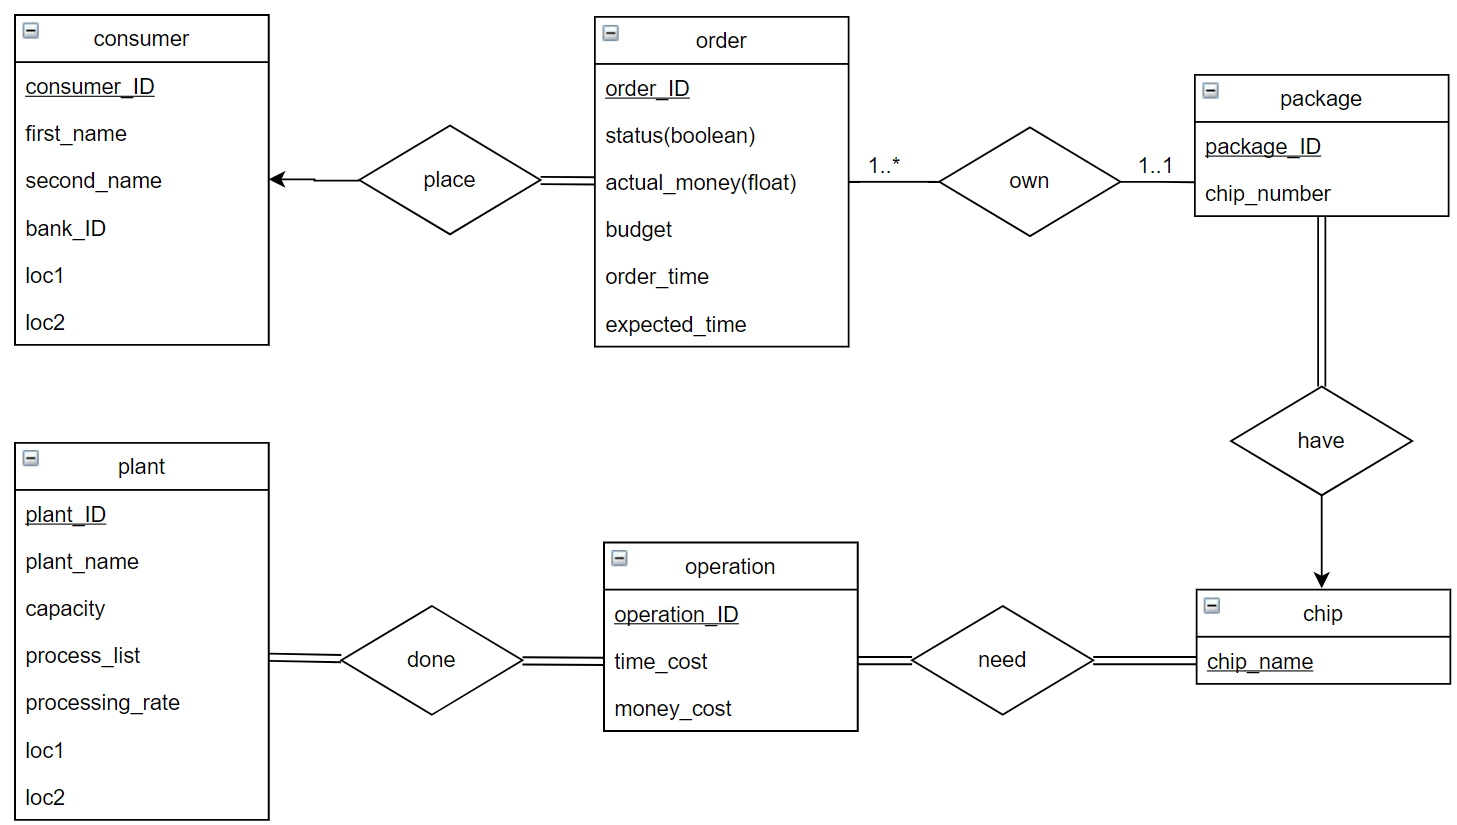 consumer
consumer_ID
first_name
second_name
bank_ID
loc1
loc2
place
order
order_ID
status(boolean)
actual_money(float)
budget
order_time
expected_time
1..*
own
1..1
package
package_ID
chip_number
have
plant
plant_ID
plant_name
capacity
process_list
processing_rate
loc1
loc2
done
operation
operation_ID
time_cost
money_cost
need
chip
chip_name